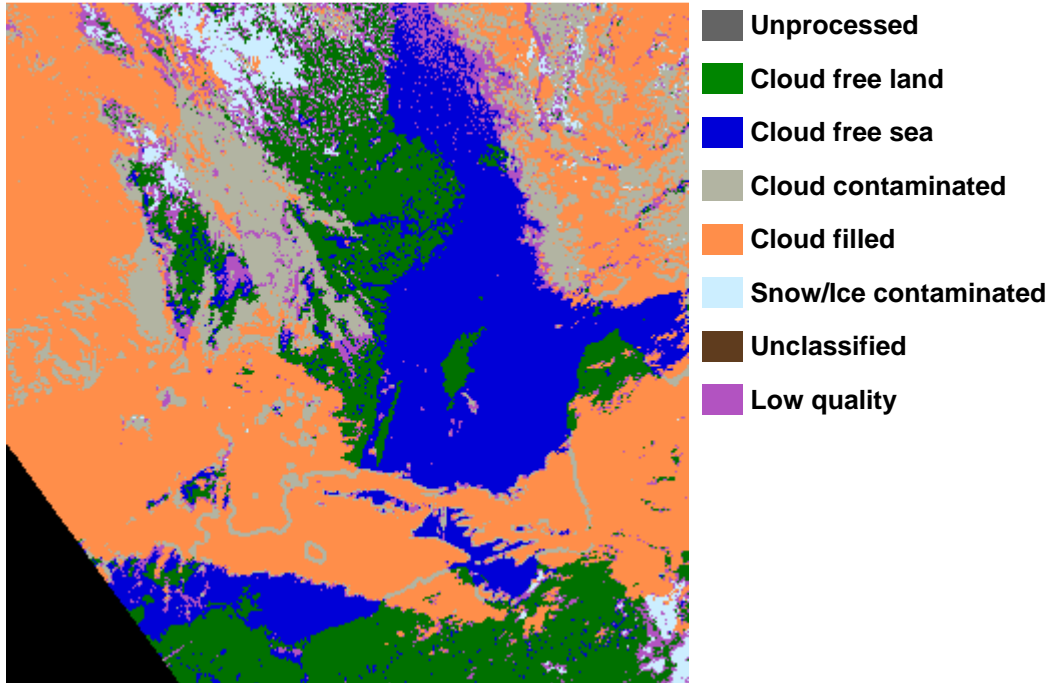 Unprocessed
Cloud free land
Cloud free sea
Cloud contaminated
Cloud filled
Snow/Ice contaminated
Unclassified
Low quality